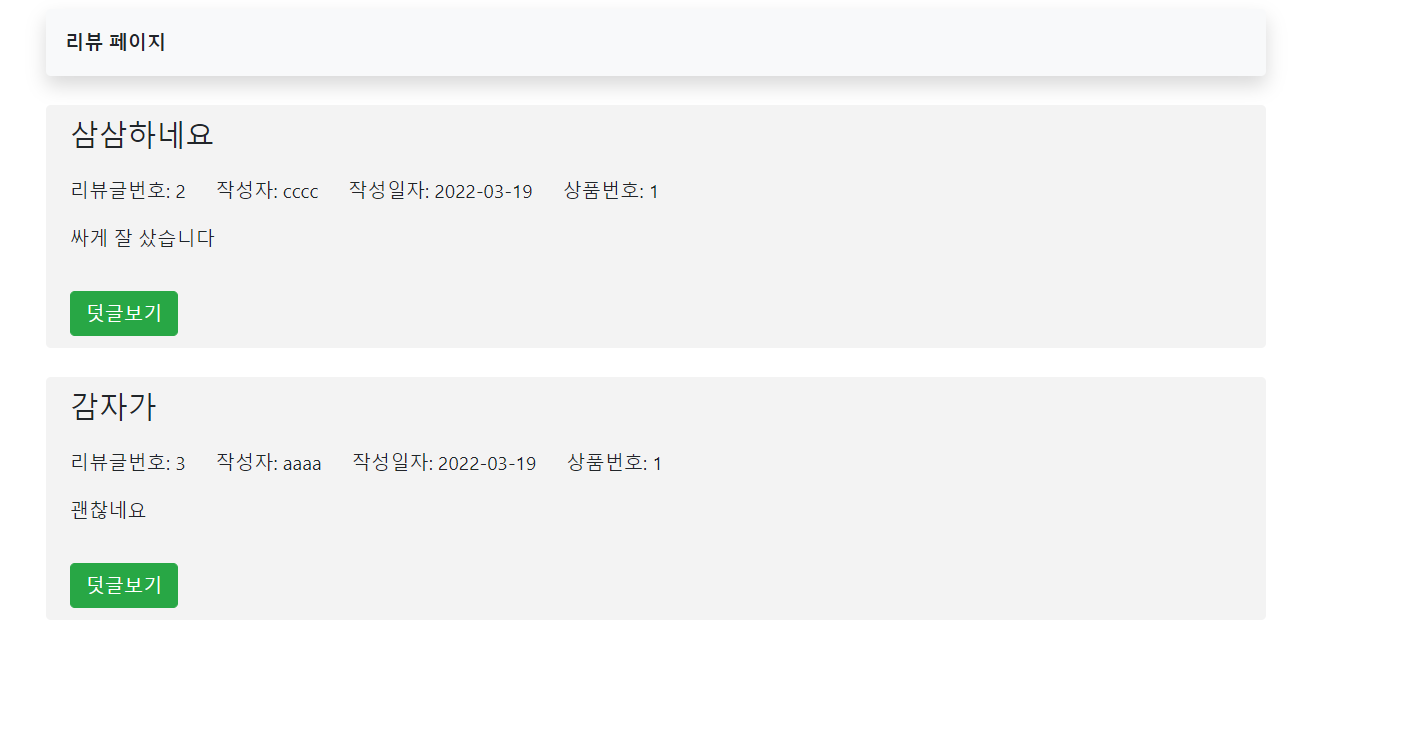 리뷰 페이지
삼삼하네요
리뷰글번호: 2 작성자: cccc 작성일자: 2022-03-19 상품번호: 1
싸게 잘 샀습니다
덧글보기
감자가
리뷰글번호: 3 작성자: aaaa 작성일자: 2022-03-19 상품번호: 1
괜찮네요
덧글보기